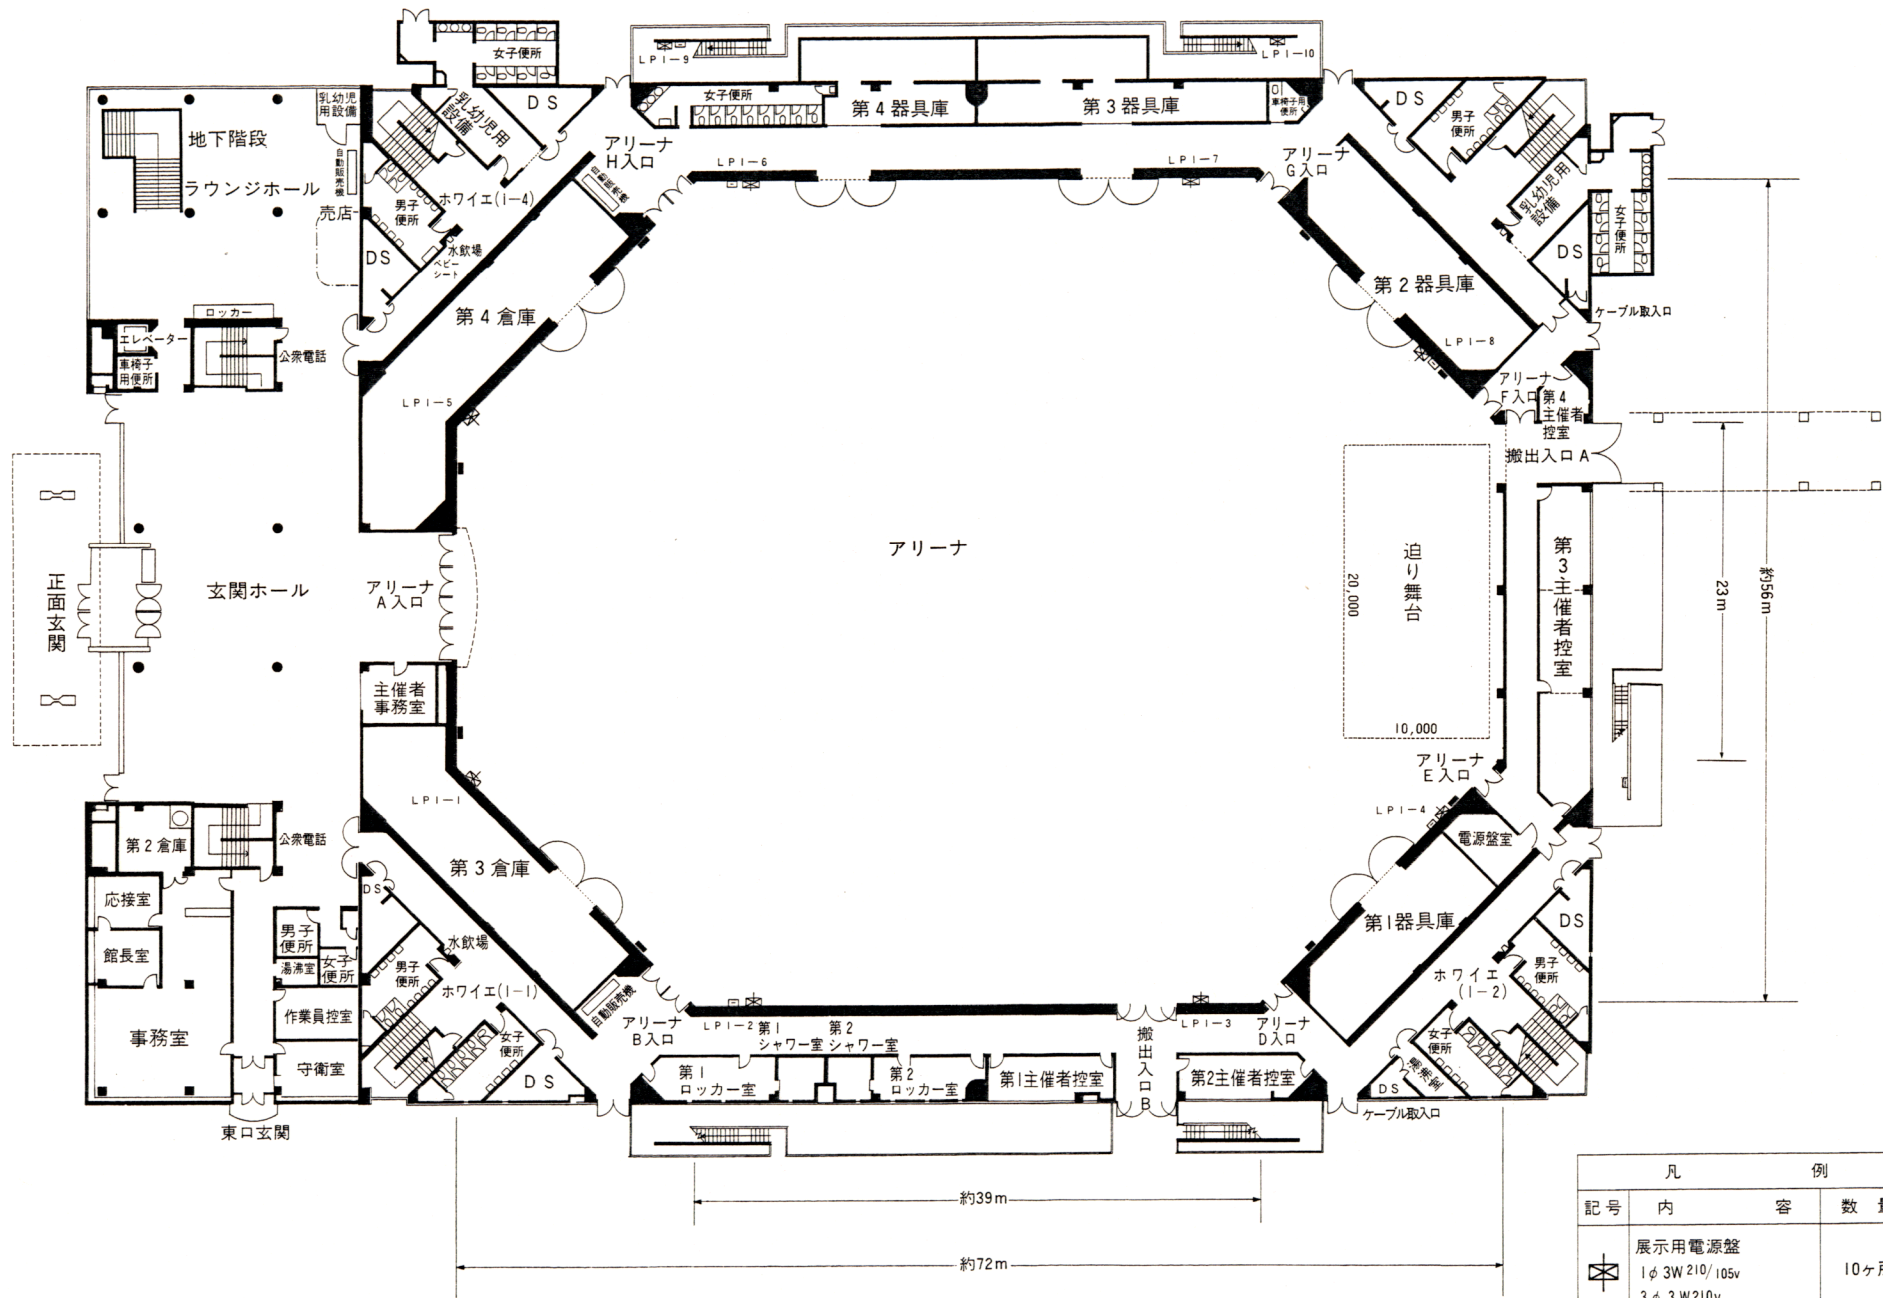 女子便所
LP1-9
LP1-10
乳幼児
用設備
乳幼児用
設備
DS
女子便所
第4器具庫
第3器具庫
車椅子用
便所
DS
男子
便所
地下階段
自動販売機
ラウンジホール
売店
男子
便所
ホワイエ(1-4)
水飲場
ベビー
シート
DS
アリーナ
H入口
自動販売機
LP1-6
LP1-7
アリーナ
G入口
乳幼児用
設備
女子便所
DS
ケーブル取入口
ロッカー
エレベーター
車椅子
用便所
公衆電話
第4倉庫
LP1-5
第2器具庫
LP1-8
アリーナ
F入口
第4
主催者
控室
搬出入口A
正面玄関
玄関ホール
アリーナ
A入口
アリーナ
迫り舞台
20,000
10,000
第3主催者控室
23m
約56m
主催者
事務室
アリーナ
E入口
LP1-1
LP1-4
電源盤室
第2倉庫
公衆電話
第3倉庫
第1器具庫
応接室
館長室
事務室
男子
便所
湯沸室
女子
便所
作業員控室
守衛室
東口玄関
DS
水飲場
男子
便所
ホワイエ(1-1)
女子
便所
DS
自動販売機
アリーナ
B入口
LP1-2
第1
シャワー室
第2
シャワー室
第1
ロッカー室
第2
ロッカー室
第1主催者控室
搬出入口B
LP1-3
第2主催者控室
アリーナ
D入口
ホワイエ
(1-2)
DS
男子
便所
女子
便所
DS
ケーブル取入口
約39m
約72m
凡例
記号
内容
数
展示用電源盤
1φ3W210/105v
3φ3W210v
10ヶ所